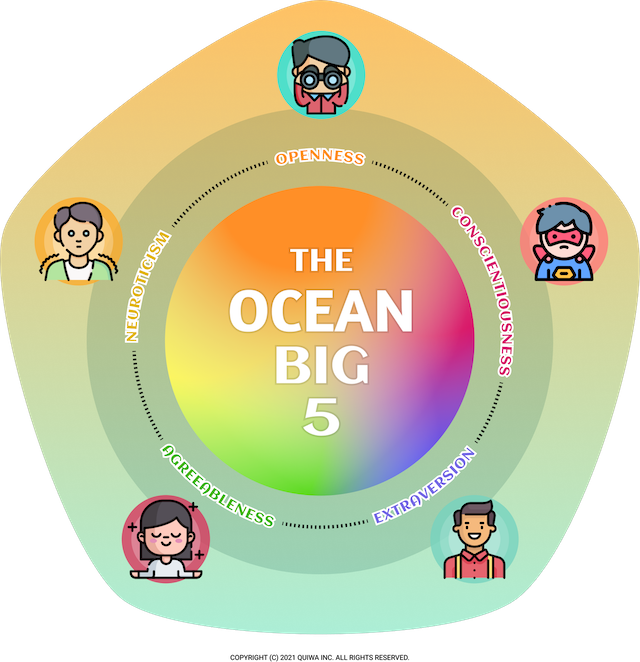 OPENNESS
CONSCIENTIOUSNESS
EXTRAVERSION
AGREEABLENESS
NEUROTICISM
THE
OCEAN
BIG
5
COPYRIGHT (C) 2021 QUIWA INC. ALL RIGHTS RESERVED.